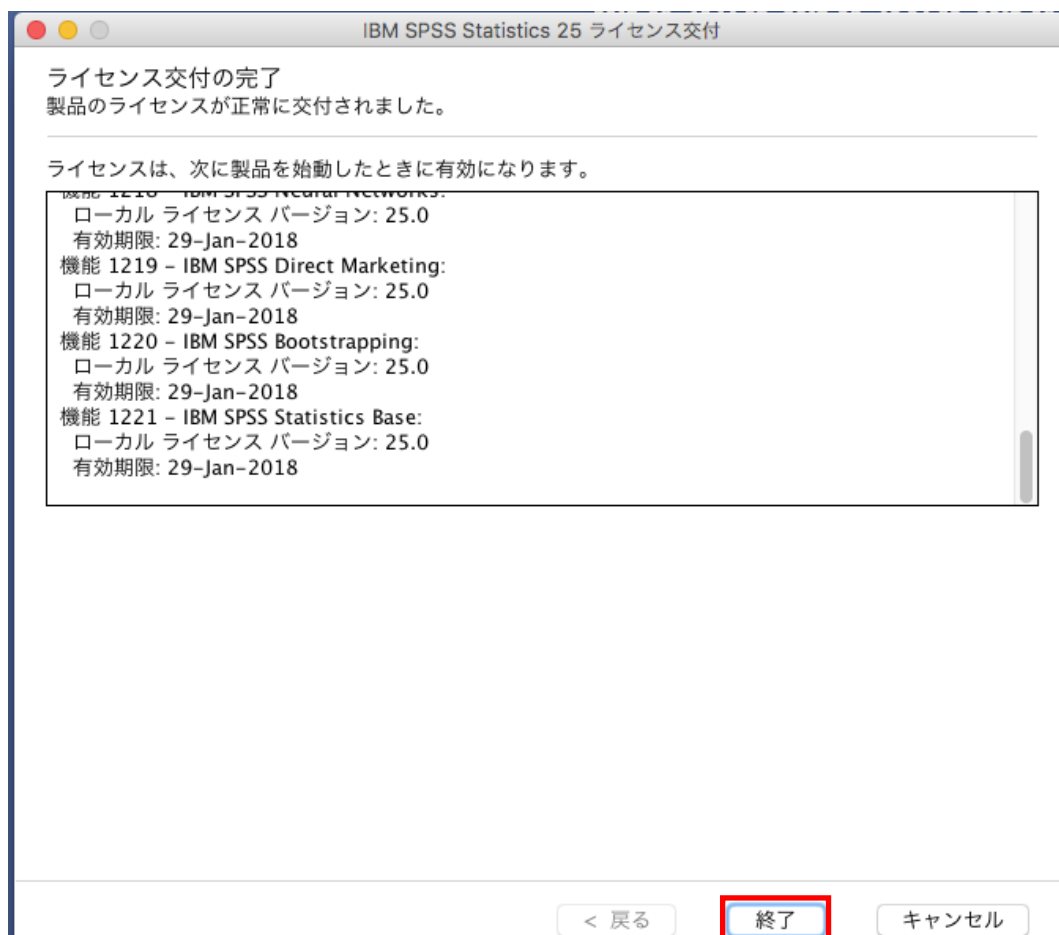 IBM SPSS Statistics 25 ライセンス交付
ライセンス交付の完了
製品のライセンスが正常に交付されました。
ライセンスは、次に製品を始動したときに有効になります。
機能 1218 – IBM SPSS Neural Networks:
ローカル ライセンス バージョン: 25.0
有効期限: 29–Jan–2018
機能 1219 – IBM SPSS Direct Marketing:
ローカル ライセンス バージョン: 25.0
有効期限: 29–Jan–2018
機能 1220 – IBM SPSS Bootstrapping:
ローカル ライセンス バージョン: 25.0
有効期限: 29–Jan–2018
機能 1221 – IBM SPSS Statistics Base:
ローカル ライセンス バージョン: 25.0
有効期限: 29–Jan–2018
< 戻る
終了
キャンセル